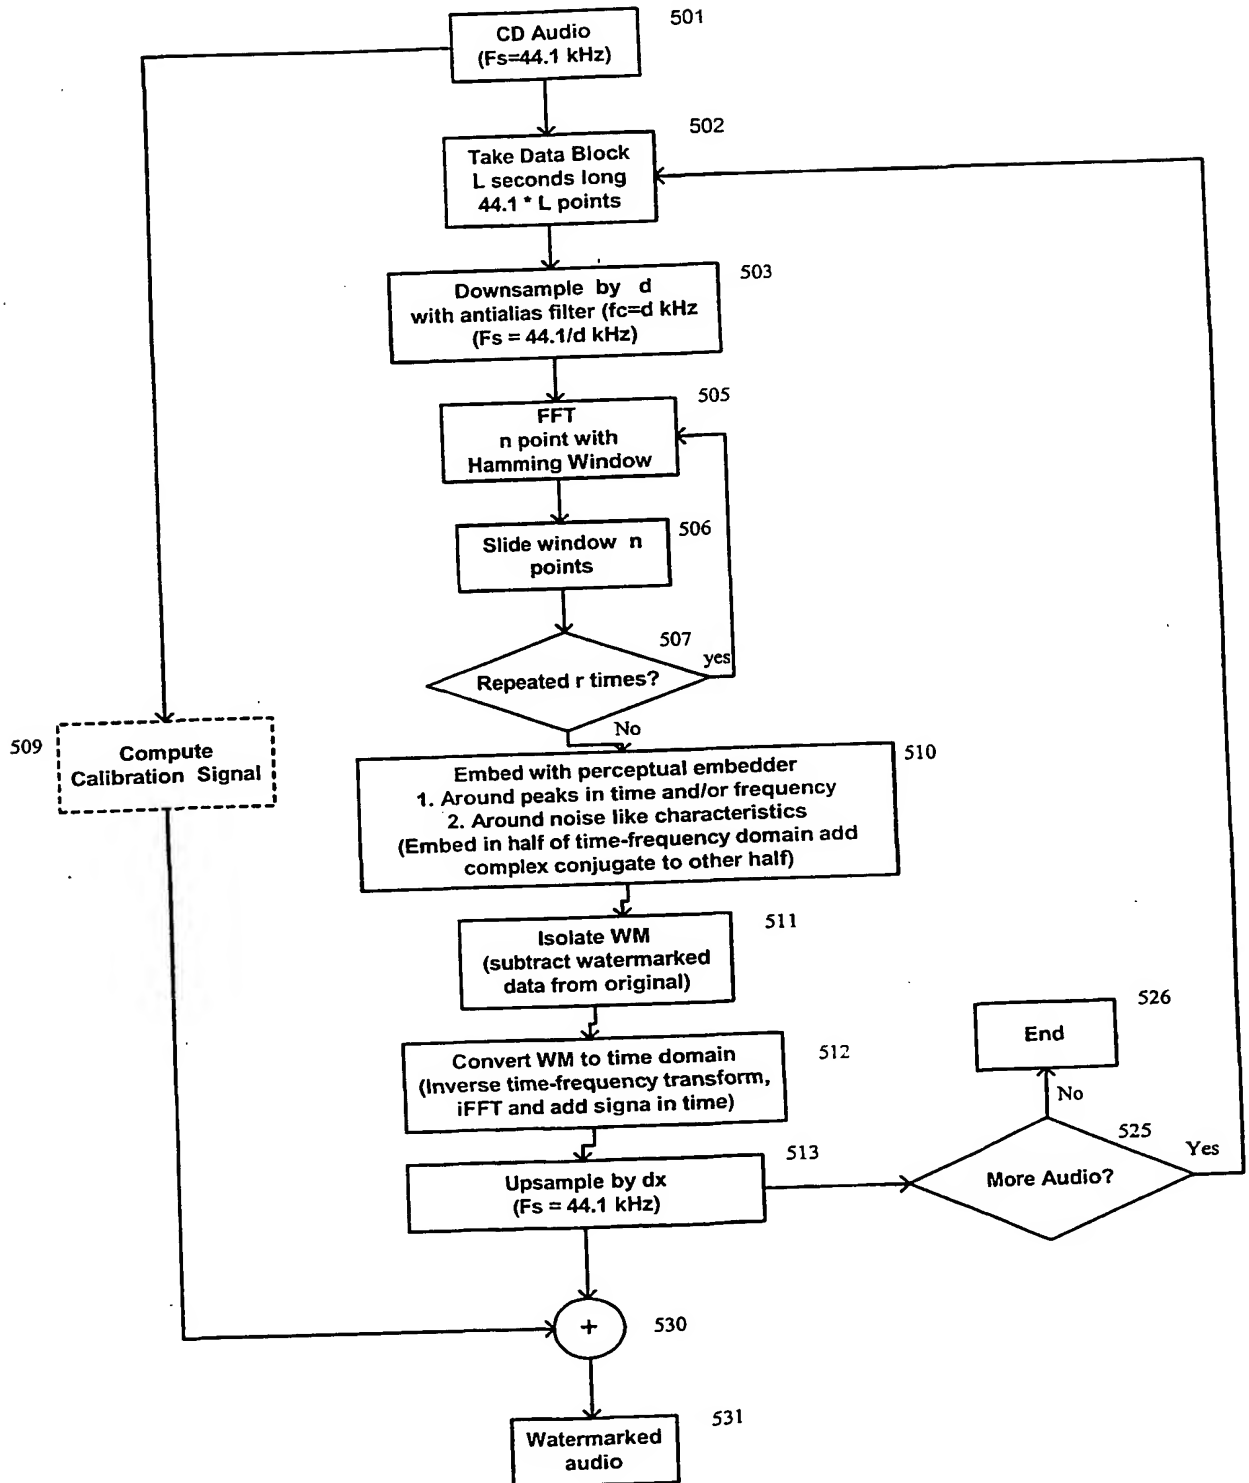 501
CD Audio
(Fs=44.1 kHz)
502
Take Data Block
L seconds long
44.1 * L points
503
Downsample by d
with antialias filter (fc=d kHz
(Fs = 44.1/d kHz)
505
FFT
n point with
Hamming Window
506
Slide window n
points
507
yes
Repeated r times?
No
509
Compute
Calibration Signal
510
Embed with perceptual embedder
1. Around peaks in time and/or frequency
2. Around noise like characteristics
(Embed in half of time-frequency domain add
complex conjugate to other half)
511
Isolate WM
(subtract watermarked
data from original)
512
Convert WM to time domain
(Inverse time-frequency transform,
iFFT and add signa in time)
513
Upsample by dx
(Fs = 44.1 kHz)
526
End
No
525
Yes
More Audio?
+
530
531
Watermarked
audio